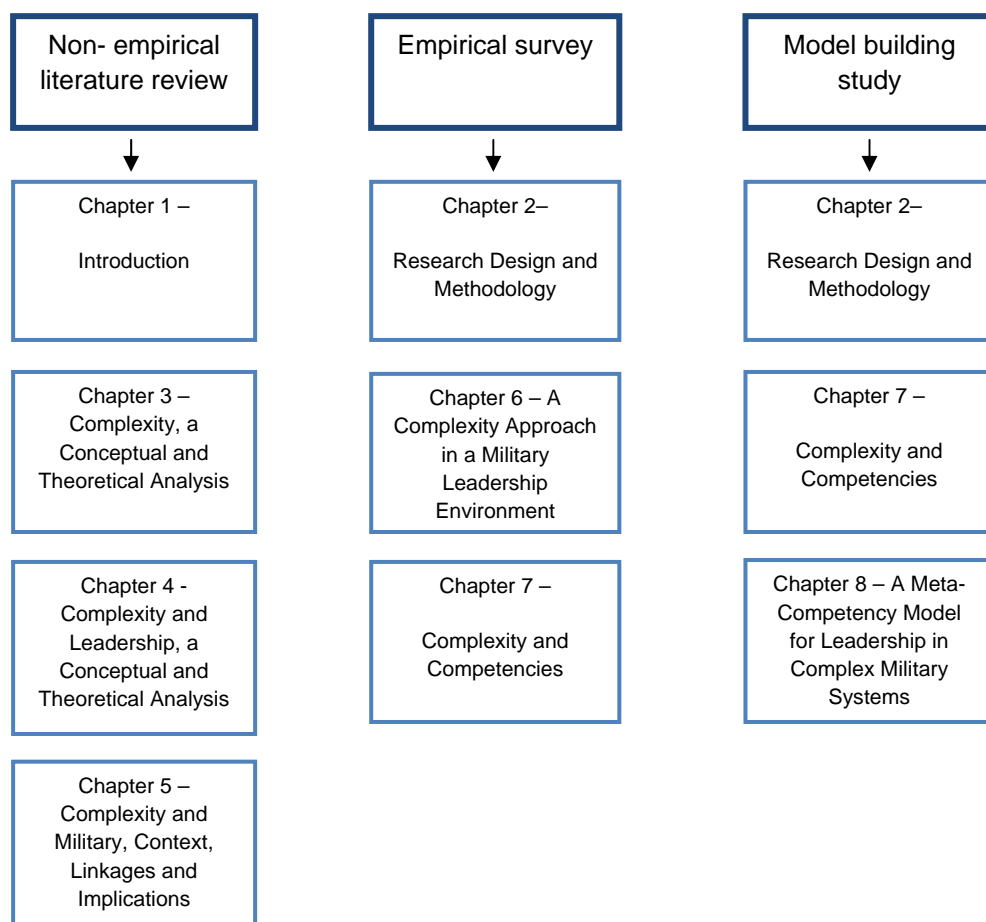 Non- empirical
literature review
Empirical survey
Model building
study
Chapter 1 –
Introduction
Chapter 2–
Research Design and
Methodology
Chapter 2–
Research Design and
Methodology
Chapter 3 –
Complexity, a
Conceptual and
Theoretical Analysis
Chapter 6 – A
Complexity Approach
in a Military
Leadership
Environment
Chapter 7 –
Complexity and
Competencies
Chapter 4 -
Complexity and
Leadership, a
Conceptual and
Theoretical Analysis
Chapter 7 –
Complexity and
Competencies
Chapter 8 – A Meta-
Competency Model
for Leadership in
Complex Military
Systems
Chapter 5 –
Complexity and
Military, Context,
Linkages and
Implications